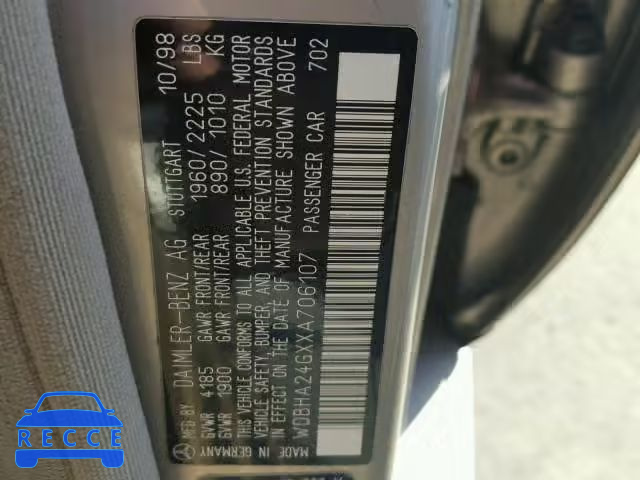 MFG BY DAIMLER-BENZ AG STUTTGART 10/98
GVWR 4185 GAWR FRONT/REAR 1960/2225 LBS
GVWR 1900 GAWR FRONT/REAR 890/1010 KG
THIS VEHICLE CONFORMS TO ALL APPLICABLE U.S. FEDERAL MOTOR
VEHICLE SAFETY, BUMPER, AND THEFT PREVENTION STANDARDS
IN EFFECT ON THE DATE OF MANUFACTURE SHOWN ABOVE
WDBHA24GXXA706107 PASSENGER CAR 702
MADE IN GERMANY